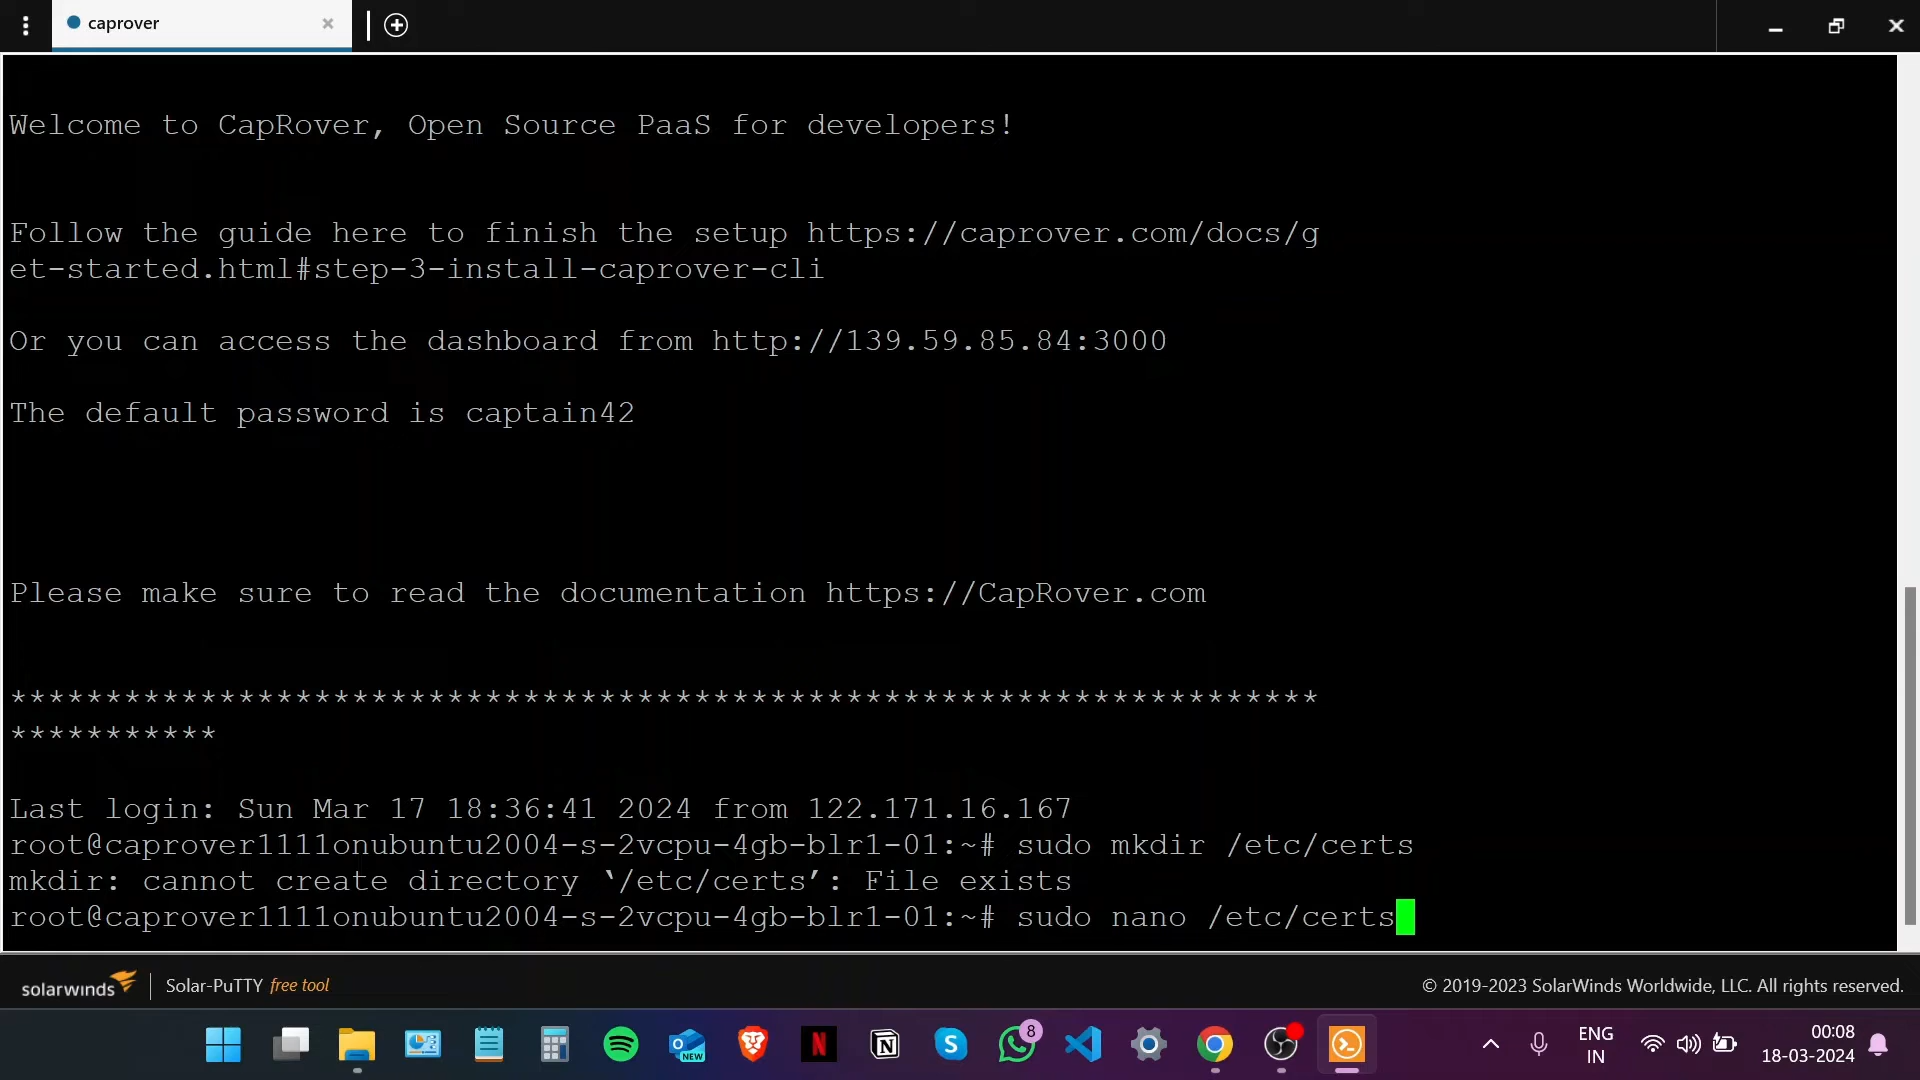 caprover
Welcome to CapRover, Open Source PaaS for developers!
Follow the guide here to finish the setup https://caprover.com/docs/g
et-started.html#step-3-install-caprover-cli
Or you can access the dashboard from http://139.59.85.84:3000
The default password is captain42
Please make sure to read the documentation https://CapRover.com
*********************************************************************
***********
Last login: Sun Mar 17 18:36:41 2024 from 122.171.16.167
root@caprover1111onubuntu2004-s-2vcpu-4gb-blr1-01:~# sudo mkdir /etc/certs
mkdir: cannot create directory ‘/etc/certs’: File exists
root@caprover1111onubuntu2004-s-2vcpu-4gb-blr1-01:~# sudo nano /etc/certs
solarwinds Solar-PuTTY free tool © 2019-2023 SolarWinds Worldwide, LLC. All rights reserved.
NEW
8
ENG
IN
00:08
18-03-2024